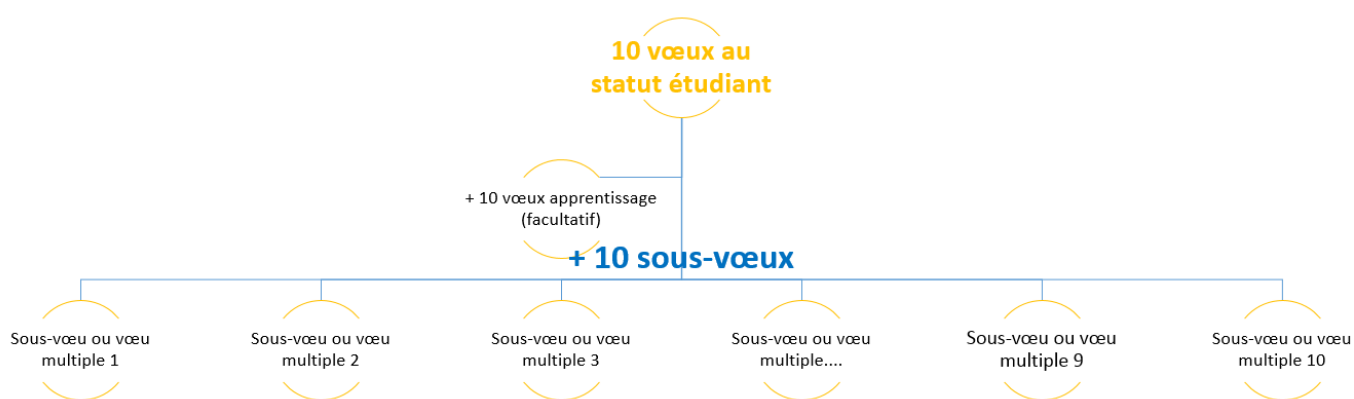 10 vœux au
statut étudiant
+ 10 vœux apprentissage
(facultatif)
+ 10 sous-vœux
Sous-vœu ou vœu
multiple 1
Sous-vœu ou vœu
multiple 2
Sous-vœu ou vœu
multiple 3
Sous-vœu ou vœu
multiple....
Sous-vœu ou vœu
multiple 9
Sous-vœu ou vœu
multiple 10